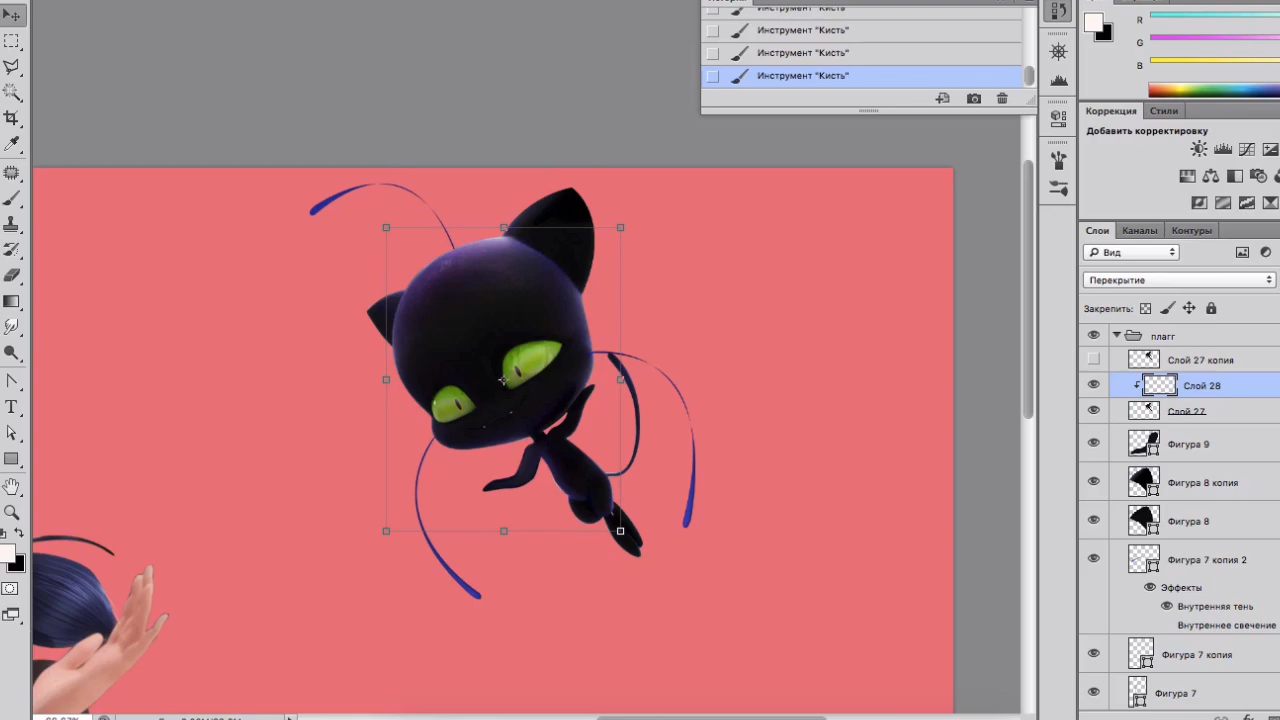 Инструмент "Кисть"
Инструмент "Кисть"
Инструмент "Кисть"
Инструмент "Кисть"
R
G
B
Коррекция
Стили
Добавить корректировку
Слои
Каналы
Контуры
Вид
Перекрытие
Закрепить:
плагг
Слой 27 копия
Слой 28
Слой 27
Фигура 9
Фигура 8 копия
Фигура 8
Фигура 7 копия 2
Эффекты
Внутренняя тень
Внутреннее свечение
Фигура 7 копия
Фигура 7